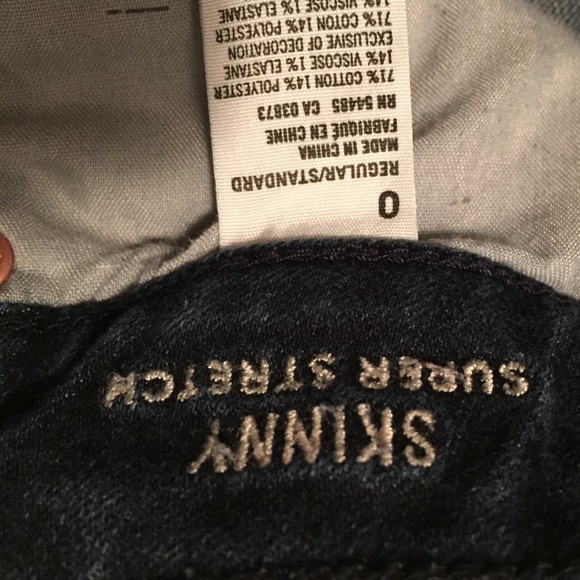 SKINNY
SUPER STRETCH
0
REGULAR/STANDARD
MADE IN CHINA
FABRIQUÉ EN CHINE
RN 54485 CA 03873
71% COTTON 14% POLYESTER
14% VISCOSE 1% ELASTANE
EXCLUSIVE OF DECORATION
71% COTTON 14% POLYESTER
14% VISCOSE 1% ELASTANE